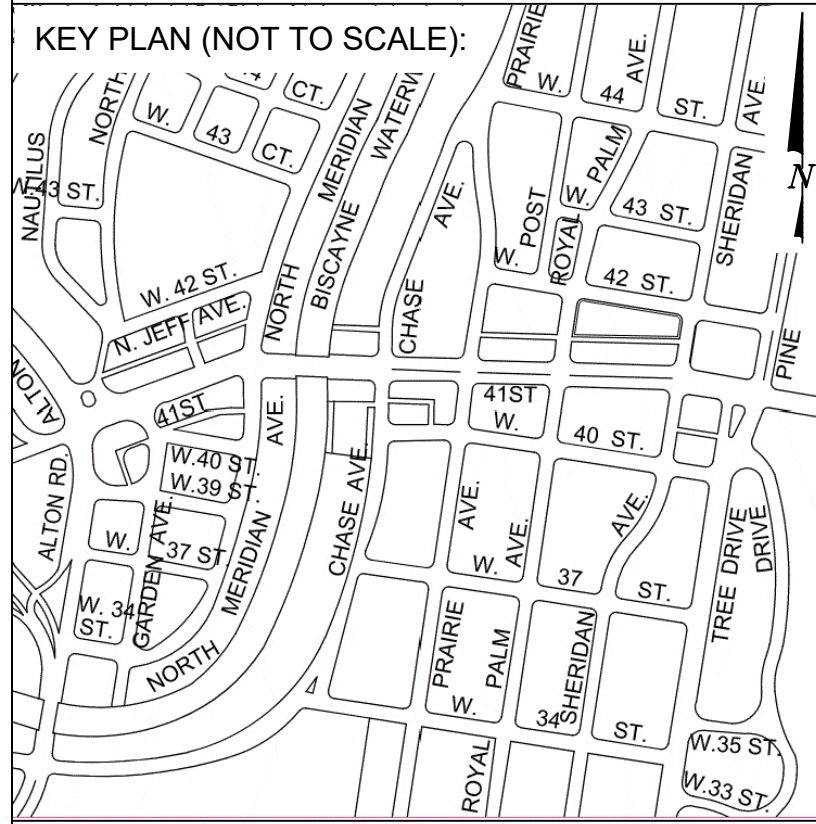 KEY PLAN (NOT TO SCALE):
PRAIRIE
W.
44
ST.
AVE.
AVE.
N
NORTH
W.
43
CT.
CT.
MERIDIAN
WATERW
NAUTILUS
W.43 ST.
AVE.
POST
W.
PALM
W.
43 ST.
SHERIDAN
W. 42 ST.
NORTH
BISCAYNE
CHASE
ROYAL
42 ST.
N. JEFF AVE.
PINE
ALTON
41ST
AVE.
41ST
W.
40 ST.
ALTON RD.
W.40 ST.
W.39 ST.
CHASE AVE.
AVE.
AVE.
AVE.
W.
37 ST.
GARDEN AVE.
MERIDIAN
W.
37
ST.
TREE DRIVE
DRIVE
W. 34
ST.
NORTH
PRAIRIE
PALM
W.
34
SHERIDAN
ST.
ROYAL
W.35 ST.
W.33 ST.